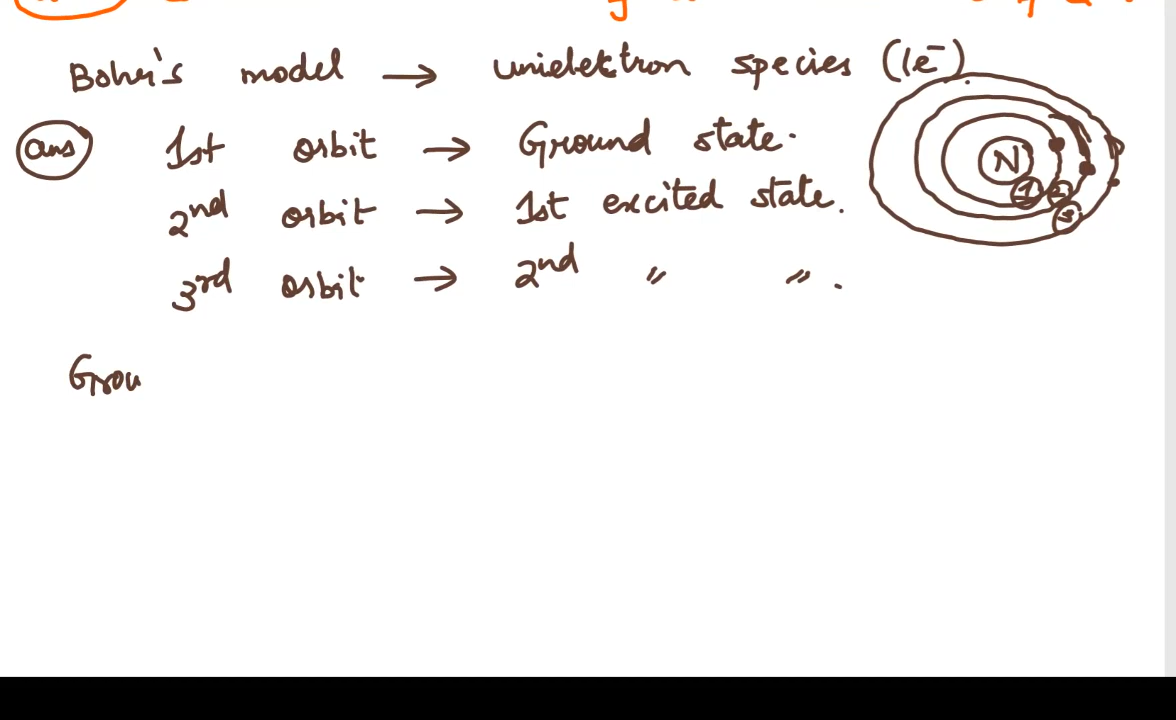 Bohr's model → unielektron species (1e⁻).
ans 1st orbit → Ground state.
2nd orbit → 1st excited state.
3rd orbit → 2nd " ".
N
1 2
3
Grou